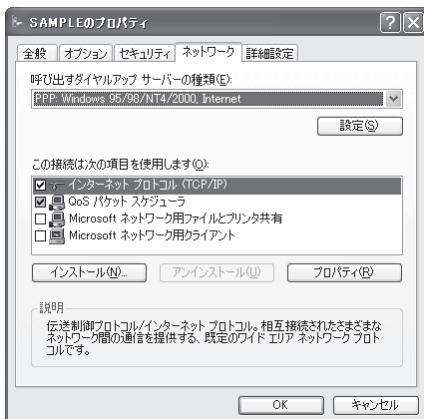 SAMPLEのプロパティ
全般 オプション セキュリティ ネットワーク 詳細設定
呼び出すダイヤルアップ サーバーの種類(E):
PPP: Windows 95/98/NT4/2000, Internet
設定(S)
この接続は次の項目を使用します(O):
インターネット プロトコル (TCP/IP)
QoS パケット スケジューラ
Microsoft ネットワーク用ファイルとプリンタ共有
Microsoft ネットワーク用クライアント
インストール(N)... アンインストール(U) プロパティ(R)
説明
伝送制御プロトコル/インターネット プロトコル。相互接続されたさまざまな
ネットワーク間の通信を提供する、既定のワイド エリア ネットワーク プロト
コルです。
OK キャンセル